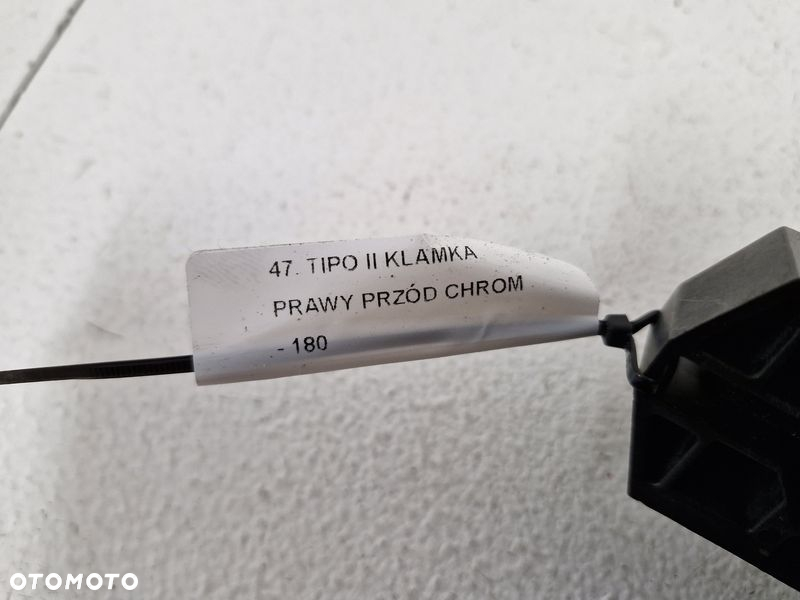 47. TIPO II KLAMKA
PRAWY PRZÓD CHROM
- 180
OTOMOTO